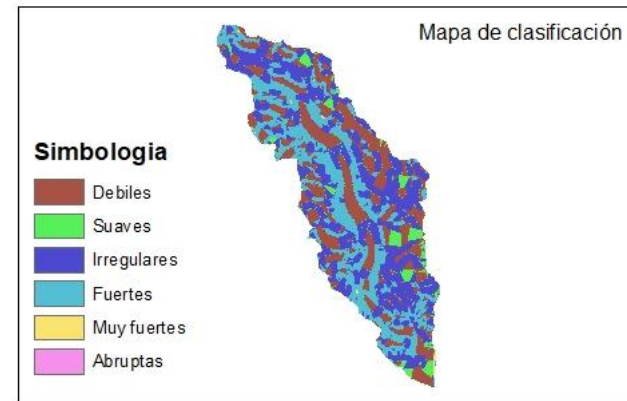 Mapa de clasificación
Simbologia
Debiles
Suaves
Irregulares
Fuertes
Muy fuertes
Abruptas